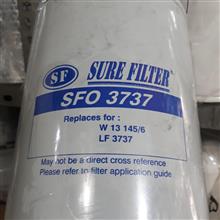 SF SURE FILTER®
SFO 3737
Replaces for :
W 13 145/6
LF 3737
May not be a direct cross reference
Please refer to filter application guide